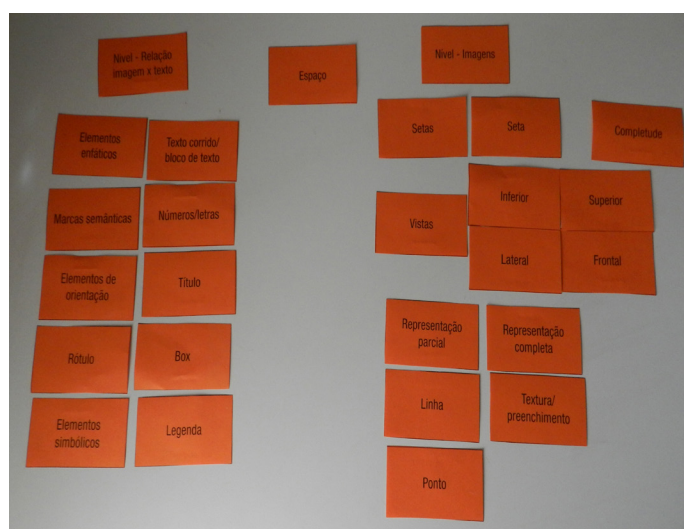 Nível - Relação
imagem x texto
Espaço
Nível - Imagens
Elementos
enfáticos
Texto corrido/
bloco de texto
Marcas semânticas
Números/letras
Elementos de
orientação
Título
Rótulo
Box
Elementos
simbólicos
Legenda
Setas
Seta
Completude
Vistas
Inferior
Superior
Lateral
Frontal
Representação
parcial
Representação
completa
Linha
Textura/
preenchimento
Ponto